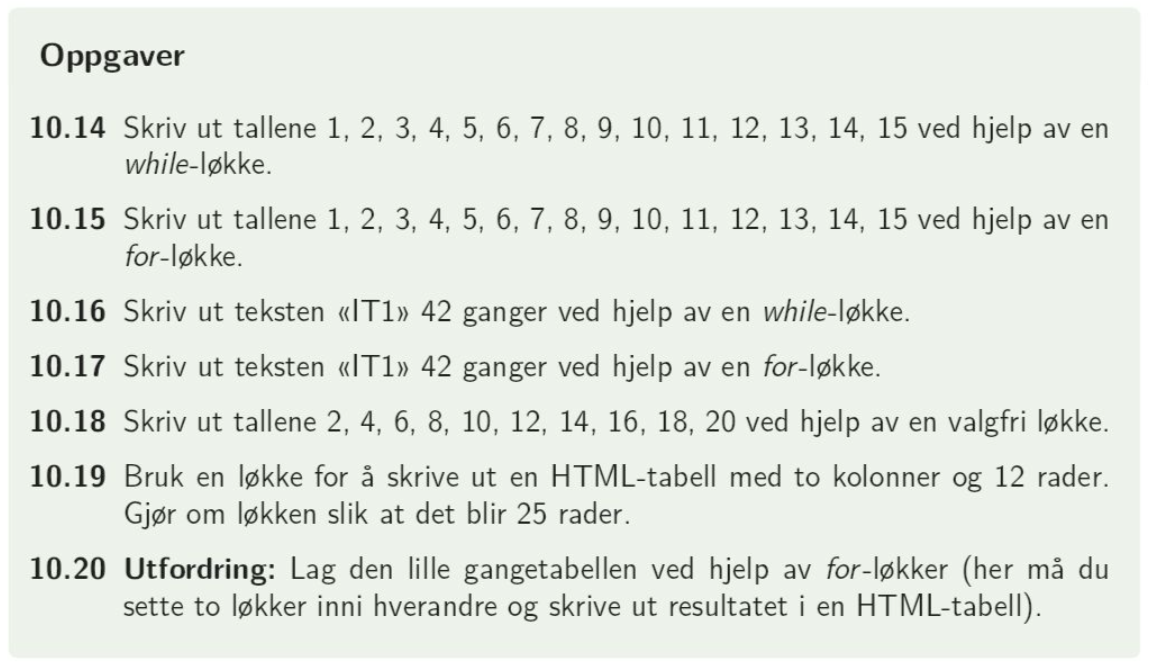 Oppgaver
10.14 Skriv ut tallene 1, 2, 3, 4, 5, 6, 7, 8, 9, 10, 11, 12, 13, 14, 15 ved hjelp av en
while-løkke.
10.15 Skriv ut tallene 1, 2, 3, 4, 5, 6, 7, 8, 9, 10, 11, 12, 13, 14, 15 ved hjelp av en
for-løkke.
10.16 Skriv ut teksten «IT1» 42 ganger ved hjelp av en while-løkke.
10.17 Skriv ut teksten «IT1» 42 ganger ved hjelp av en for-løkke.
10.18 Skriv ut tallene 2, 4, 6, 8, 10, 12, 14, 16, 18, 20 ved hjelp av en valgfri løkke.
10.19 Bruk en løkke for å skrive ut en HTML-tabell med to kolonner og 12 rader.
Gjør om løkken slik at det blir 25 rader.
10.20 Utfordring: Lag den lille gangetabellen ved hjelp av for-løkker (her må du
sette to løkker inni hverandre og skrive ut resultatet i en HTML-tabell).